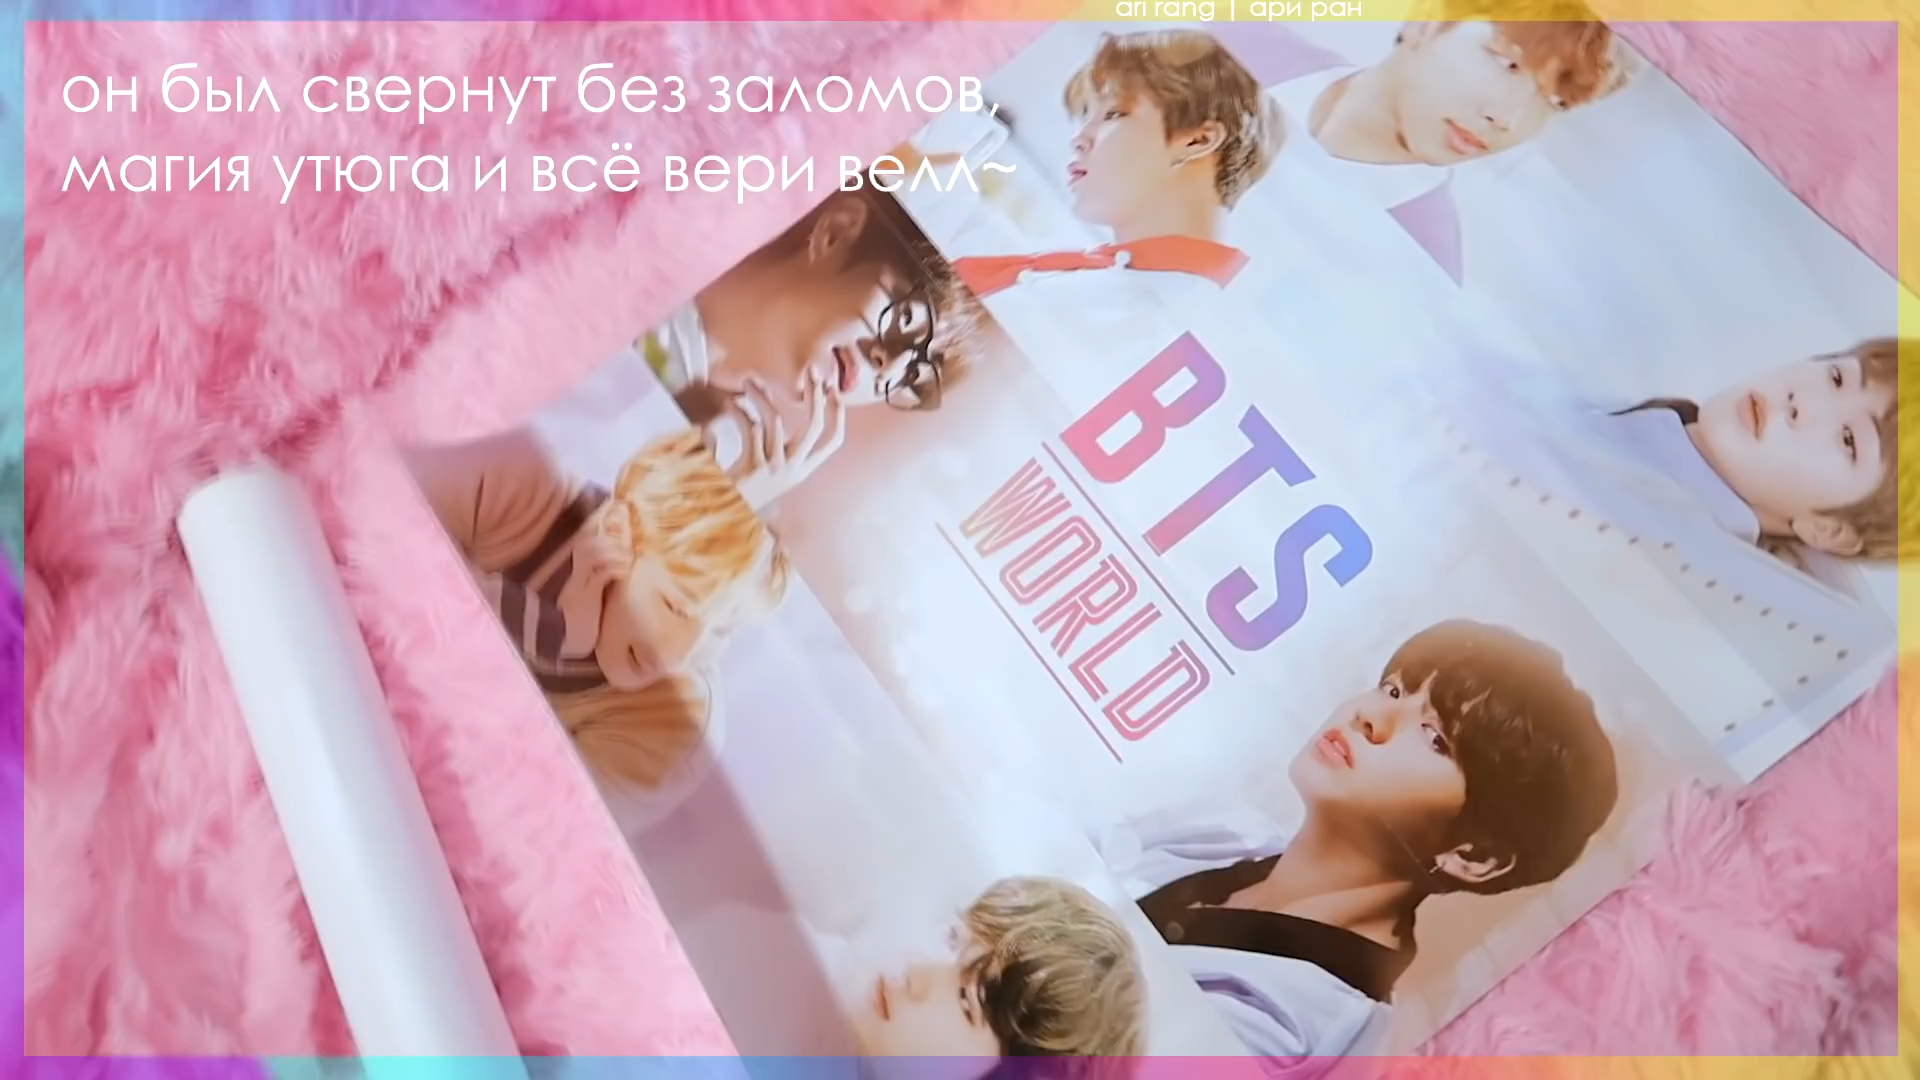 ari rang | ари ран
он был свернут без заломов,
магия утюга и всё вери велл~
BTS
WORLD